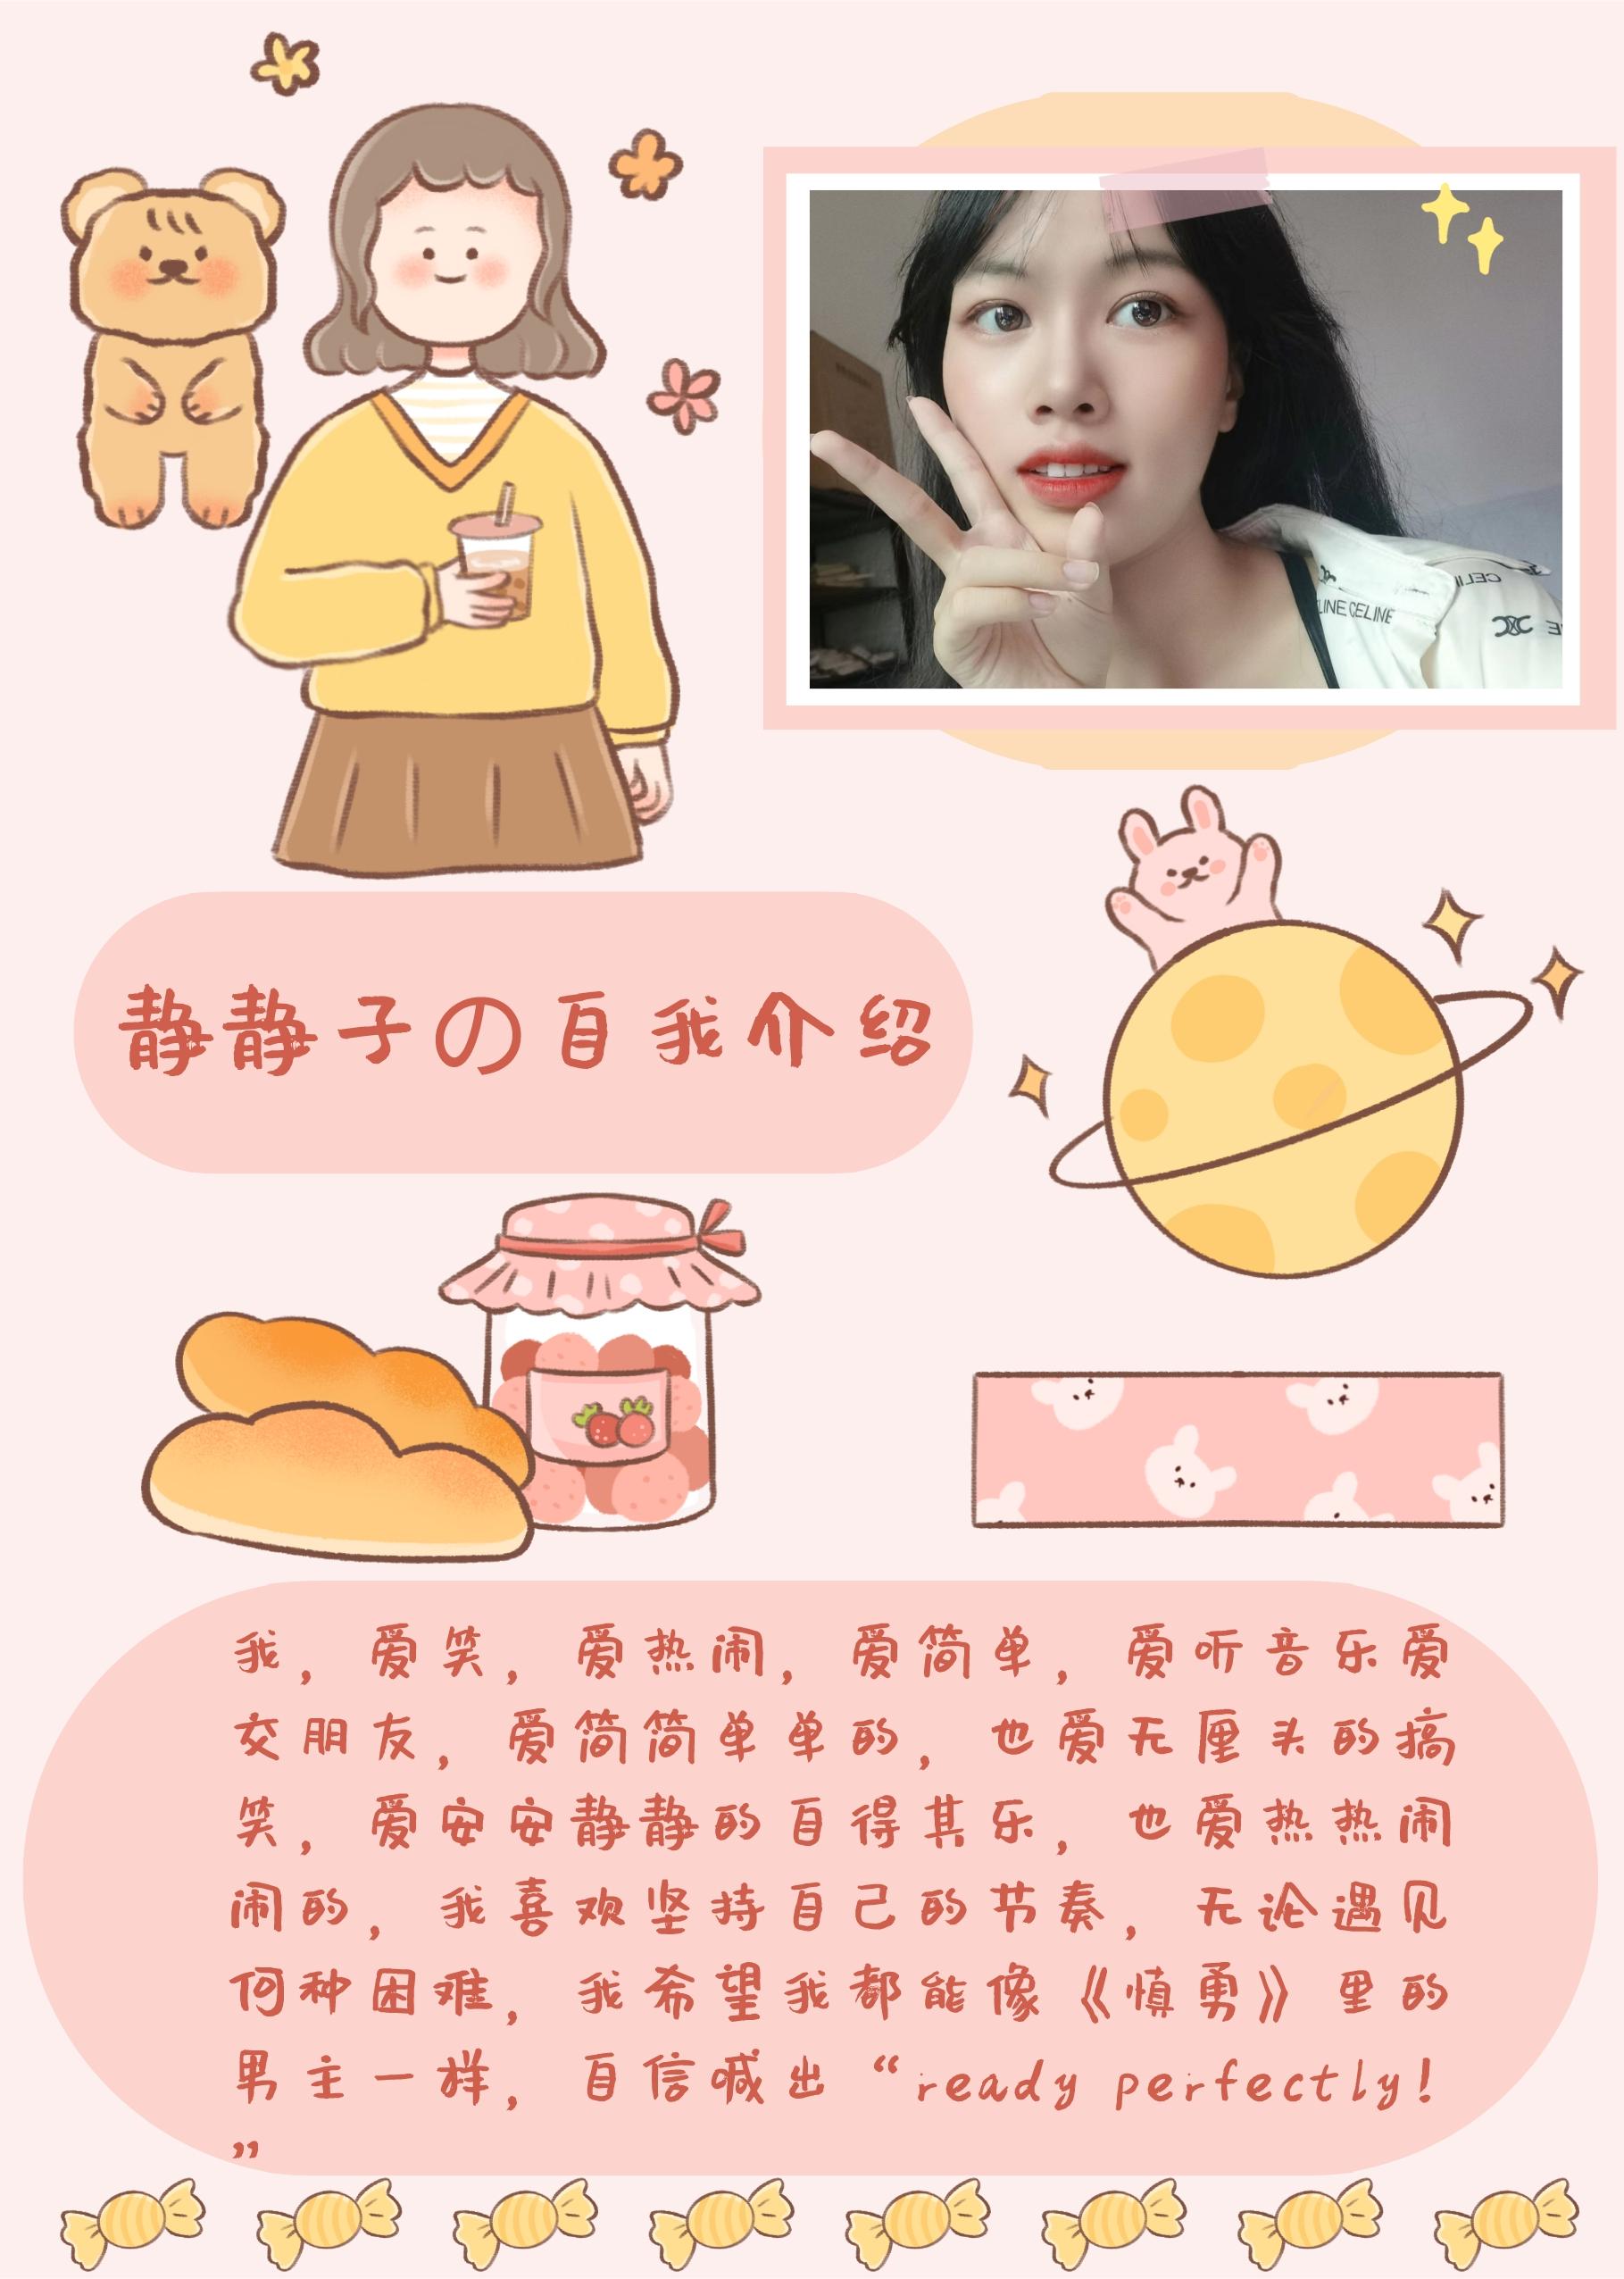 LINE CELINE
静静子の自我介绍
我，爱笑，爱热闹，爱简单，爱听音乐爱
交朋友，爱简简单单的，也爱无厘头的搞
笑，爱安安静静的自得其乐，也爱热热闹
闹的，我喜欢坚持自己的节奏，无论遇见
何种困难，我希望我都能像《慎勇》里的
男主一样，自信喊出“ready perfectly!
”